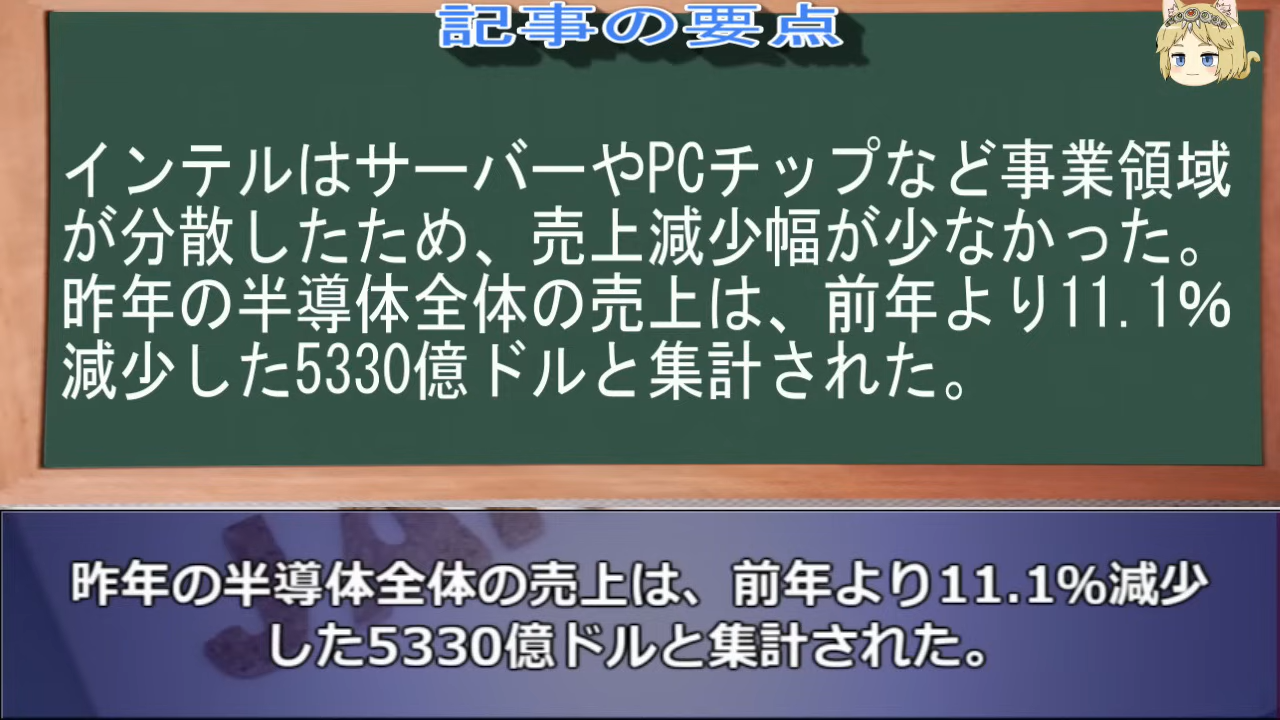 記事の要点
インテルはサーバーやPCチップなど事業領域
が分散したため、売上減少幅が少なかった。
昨年の半導体全体の売上は、前年より11.1%
減少した5330億ドルと集計された。
昨年の半導体全体の売上は、前年より11.1%減少
した5330億ドルと集計された。